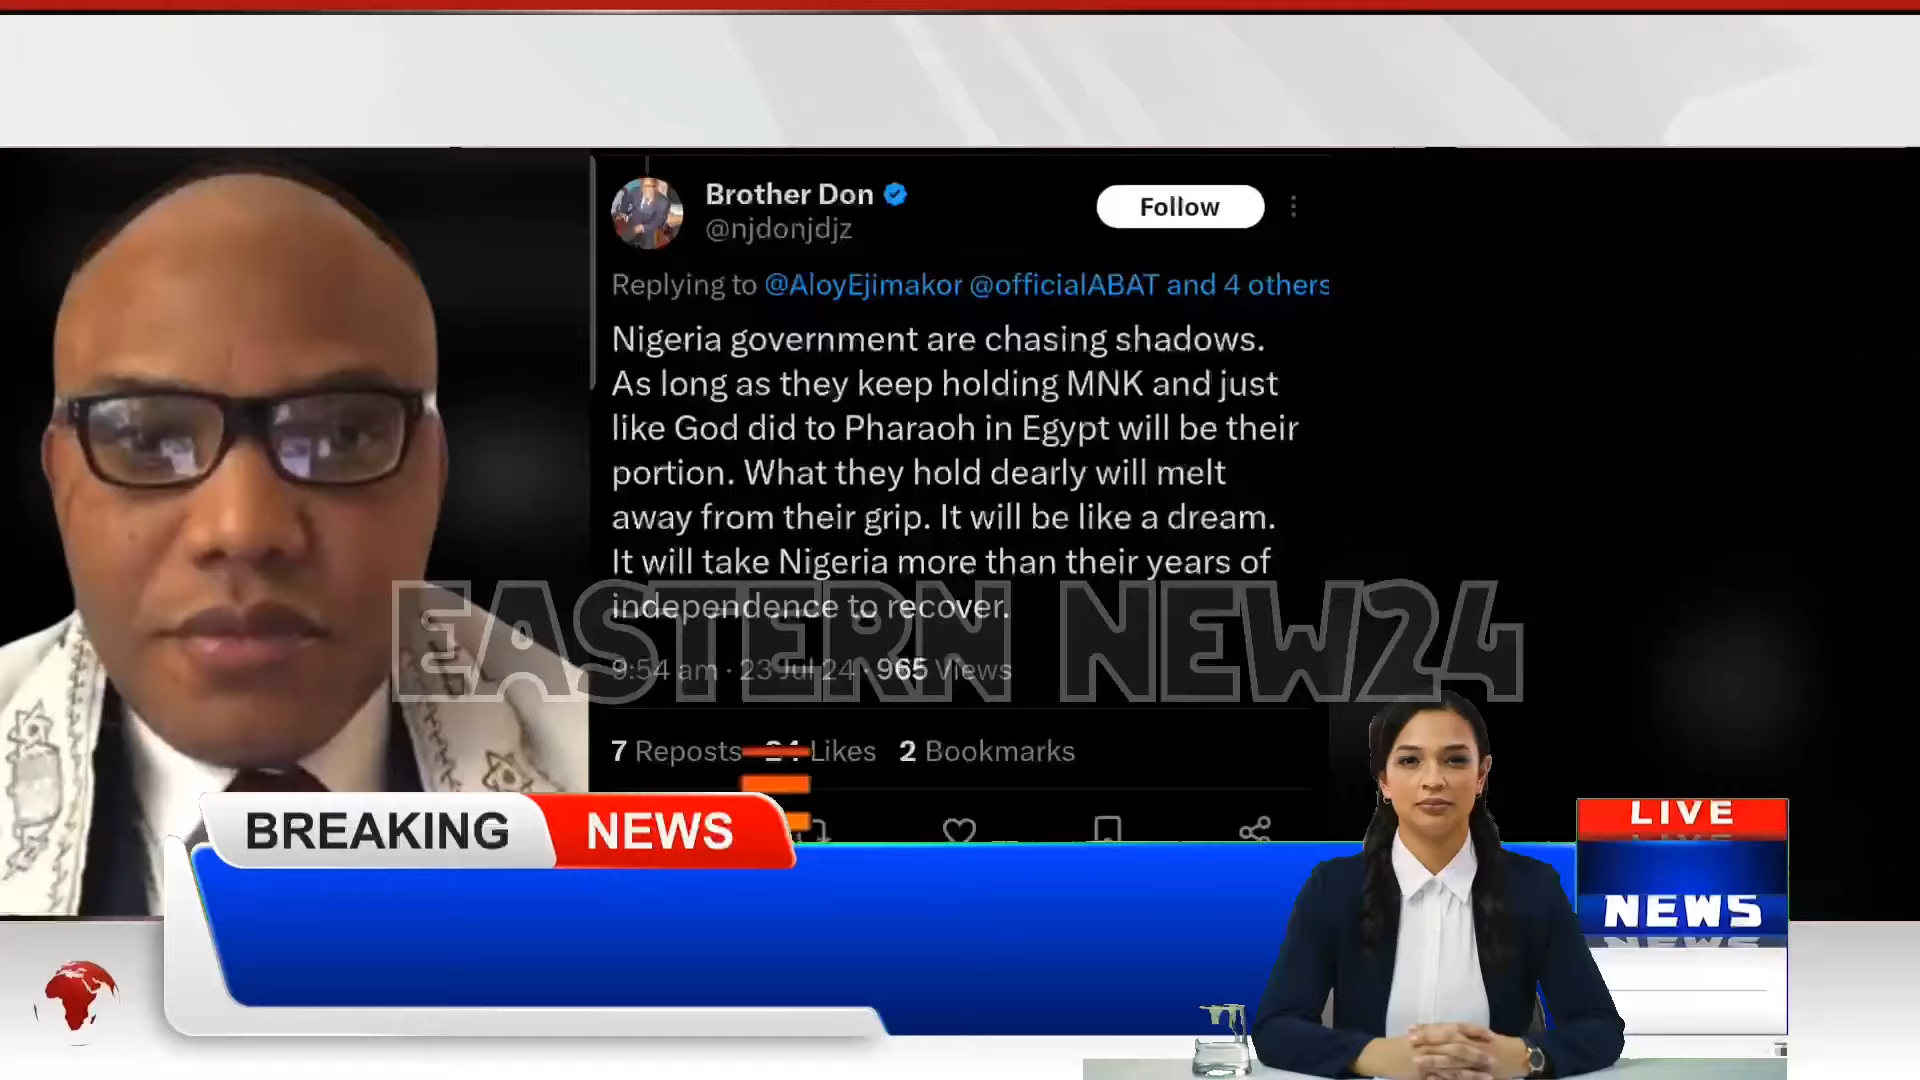 Brother Don
@njdonjdjz
Follow
Replying to @AloyEjimakor @officialABAT and 4 others
Nigeria government are chasing shadows.
As long as they keep holding MNK and just
like God did to Pharaoh in Egypt will be their
portion. What they hold dearly will melt
away from their grip. It will be like a dream.
It will take Nigeria more than their years of
independence to recover.
EASTERN NEW24
9:54 am · 23 Jul 24 · 965 Views
7 Reposts Likes 2 Bookmarks
BREAKING NEWS
LIVE
NEWS